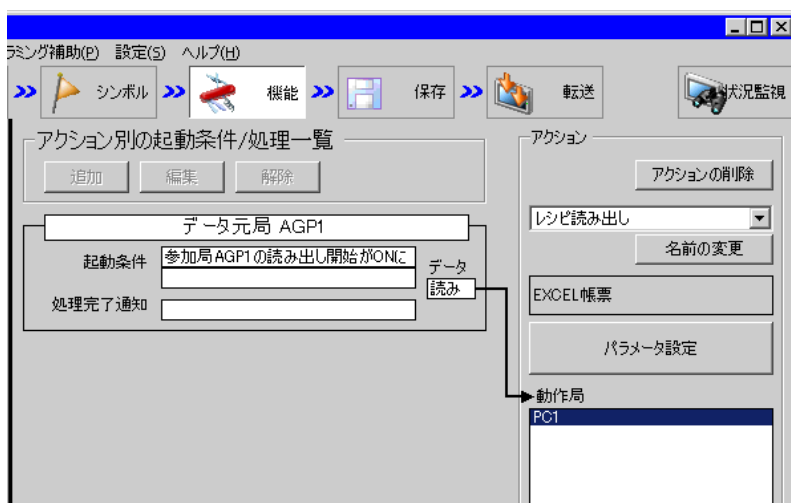 ラミング補助(P) 設定(S) ヘルプ(H)
シンボル 機能 保存 転送 状況監視
アクション別の起動条件/処理一覧
追加 編集 解除
データ元局 AGP1
起動条件 参加局AGP1の読み出し開始がONに
処理完了通知
データ
読み
アクション
アクションの削除
レシピ読み出し
名前の変更
EXCEL帳票
パラメータ設定
動作局
PC1